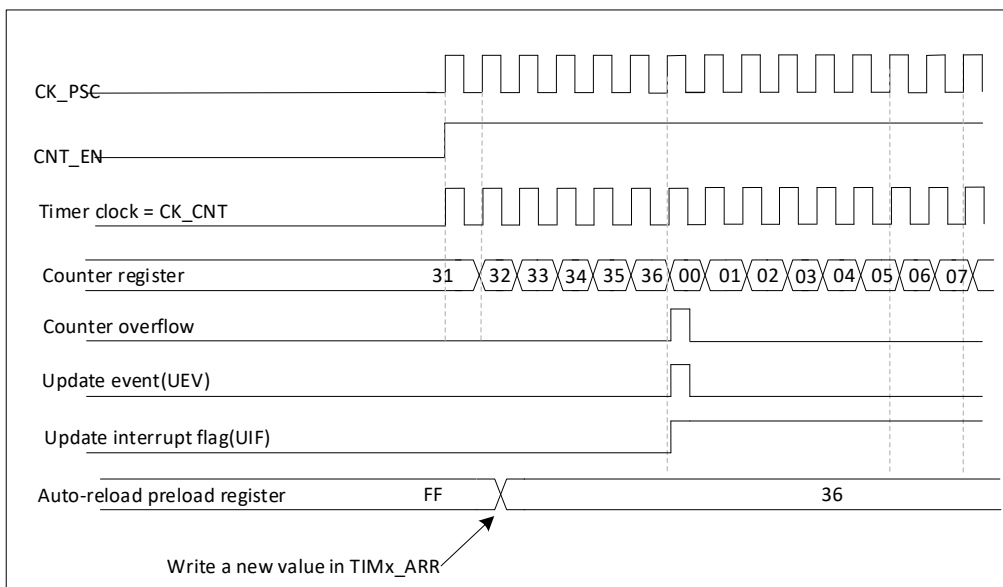 CK_PSC
CNT_EN
Timer clock = CK_CNT
Counter register 31 32 33 34 35 36 00 01 02 03 04 05 06 07
Counter overflow
Update event(UEV)
Update interrupt flag(UIF)
Auto-reload preload register FF 36
Write a new value in TIMx_ARR